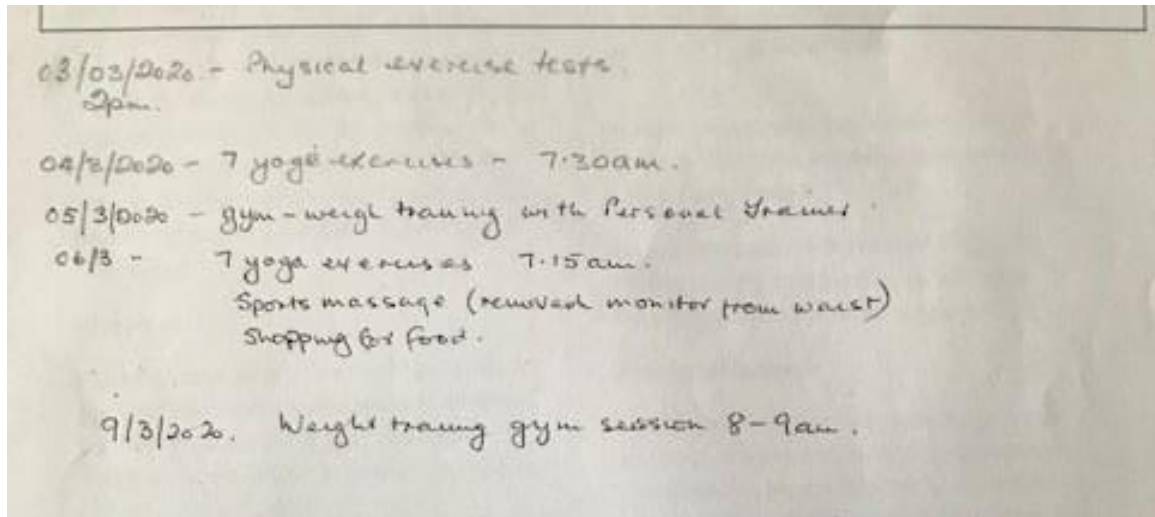 03/03/2020 - Physical exercise tests.
2pm.
04/3/2020 - 7 yoga exercises - 7.30am.
05/3/2020 - gym - weigh training with Personal Trainer
06/3 - 7 yoga exercises 7.15am.
Sports massage (removed monitor from waist)
Shopping for food.
9/3/2020. Weight training gym session 8-9am.